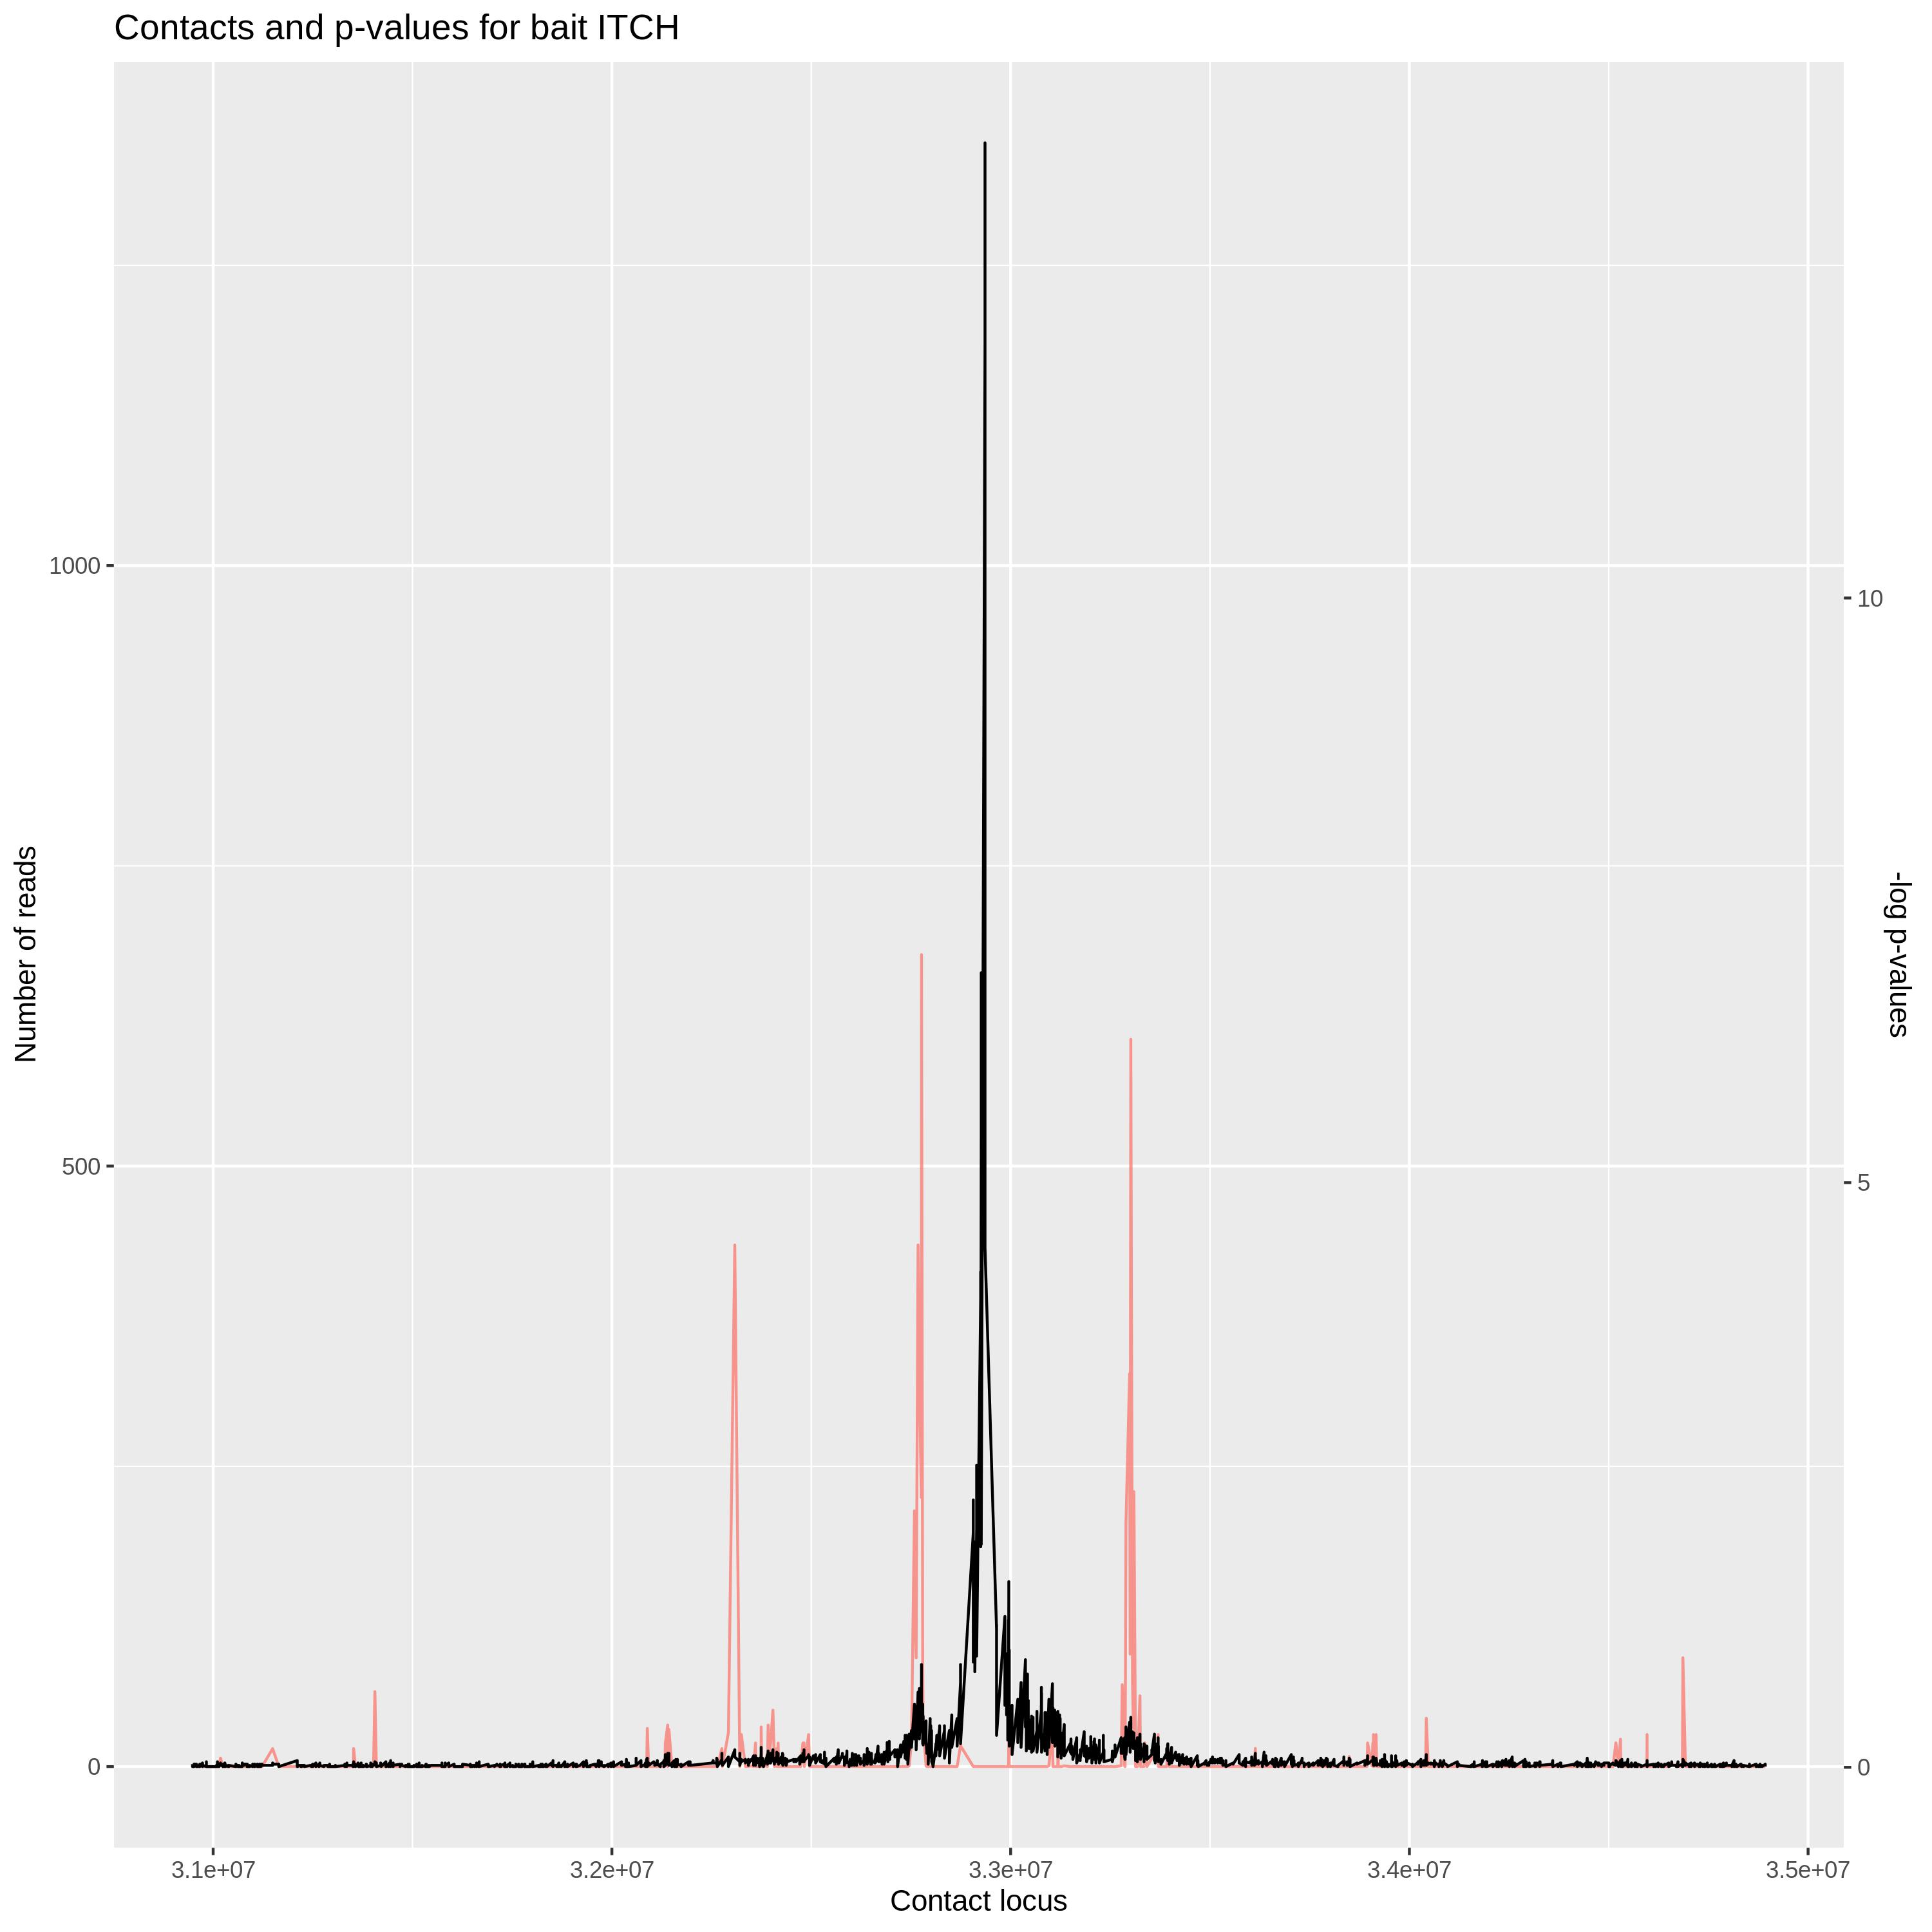 Contacts and p-values for bait ITCH
1000
500
0
Number of reads
10
5
0
-log p-values
3.1e+07
3.2e+07
3.3e+07
3.4e+07
3.5e+07
Contact locus